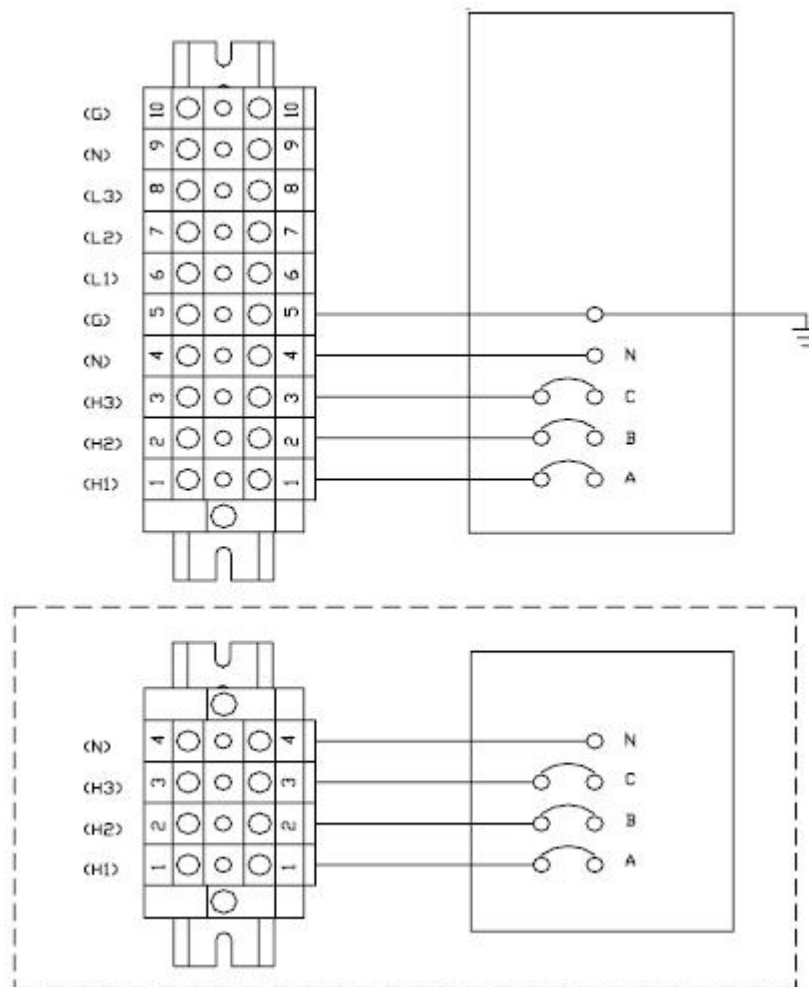 (G) 10 10
(N) 9 9
(L3) 8 8
(L2) 7 7
(L1) 6 6
(G) 5 5
(N) 4 4 N
(H3) 3 3 C
(H2) 2 2 B
(H1) 1 1 A
(N) 4 4 N
(H3) 3 3 C
(H2) 2 2 B
(H1) 1 1 A